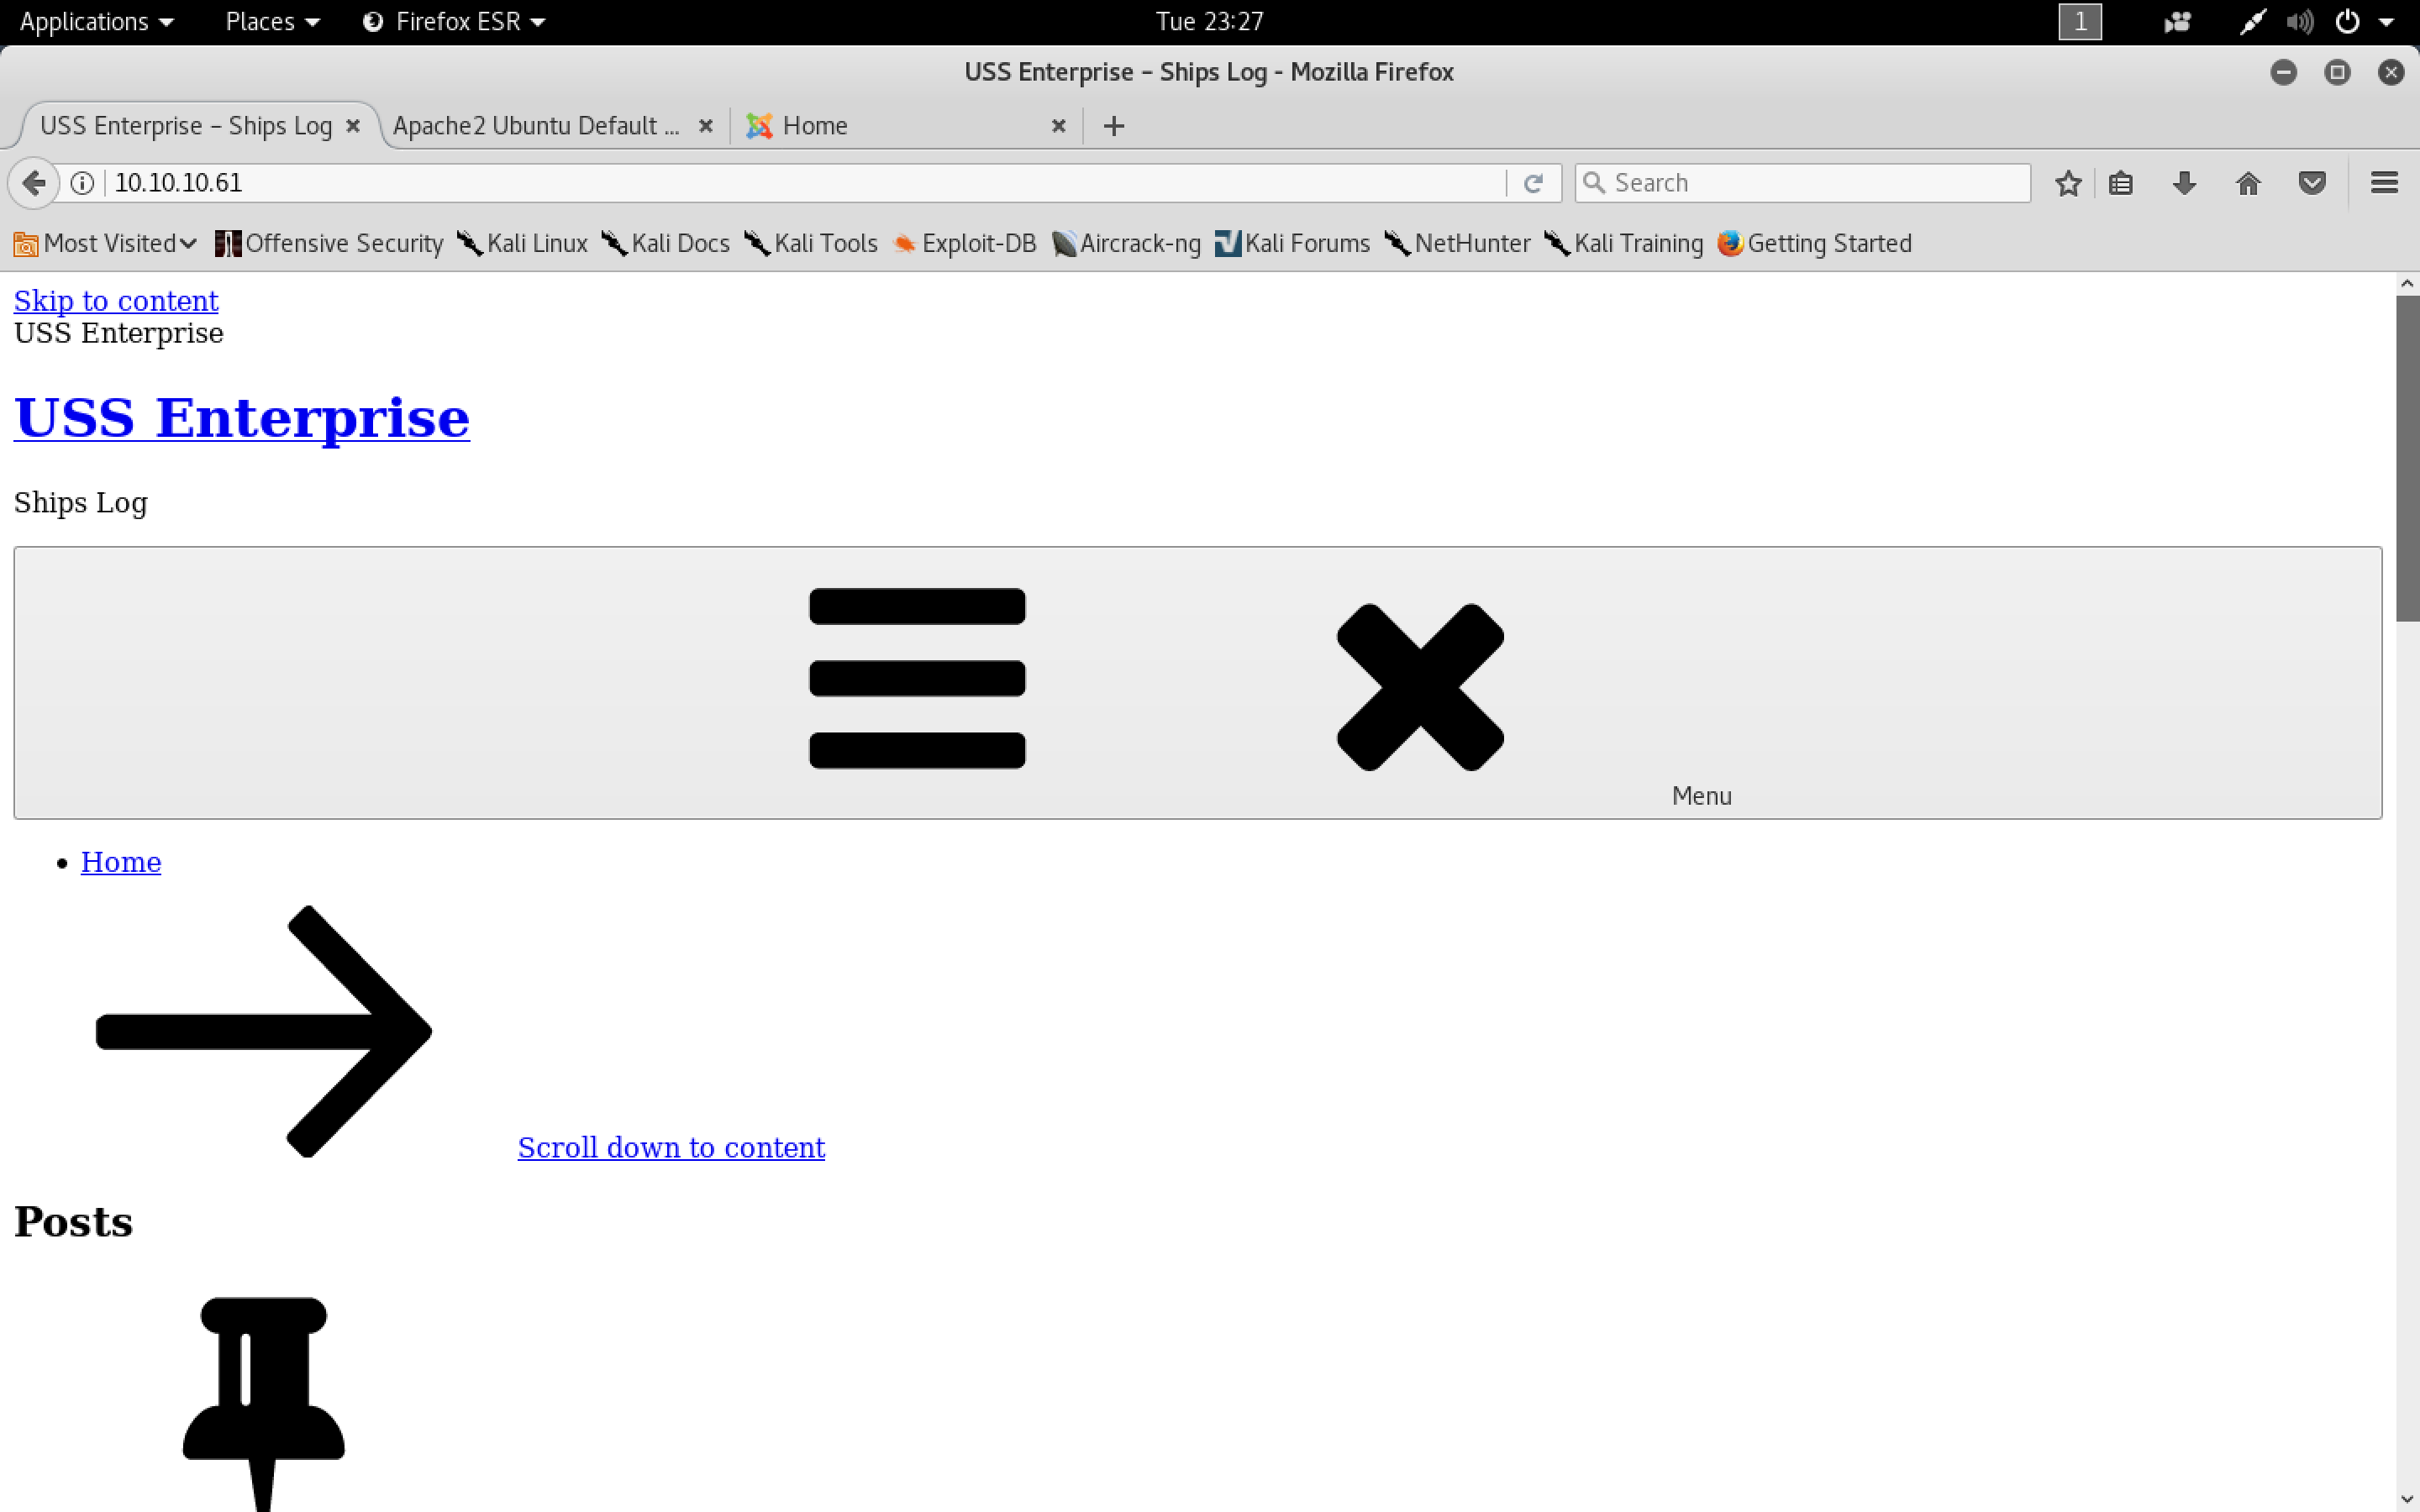 Applications Places Firefox ESR Tue 23:27 1
USS Enterprise – Ships Log - Mozilla Firefox
USS Enterprise – Ships Log Apache2 Ubuntu Default ... Home
10.10.10.61 Search
Most Visited Offensive Security Kali Linux Kali Docs Kali Tools Exploit-DB Aircrack-ng Kali Forums NetHunter Kali Training Getting Started
Skip to content
USS Enterprise
USS Enterprise
Ships Log
Menu
Home
Scroll down to content
Posts